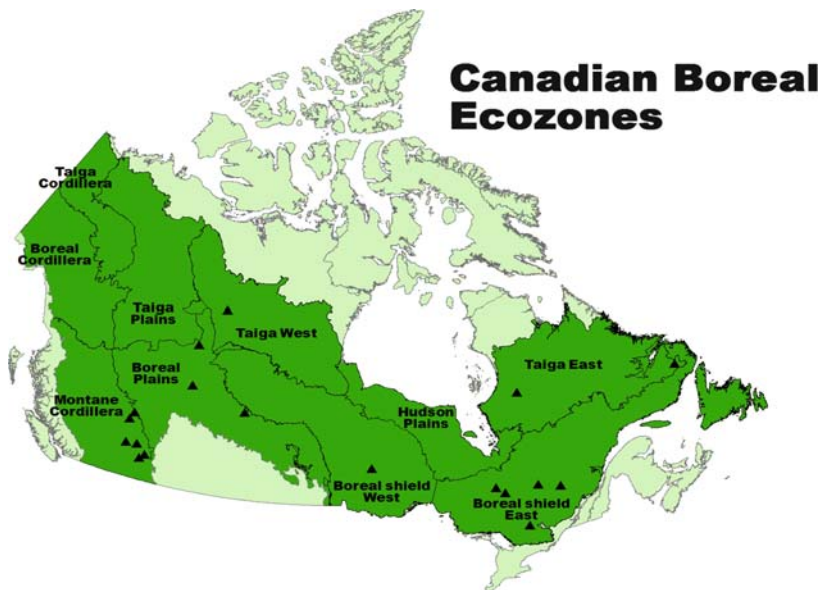 Canadian Boreal
Ecozones
Taiga
Cordillera
Boreal
Cordillera
Taiga
Plains
Taiga West
Boreal
Plains
Taiga East
Montane
Cordillera
Hudson
Plains
Boreal shield
West
Boreal shield
East